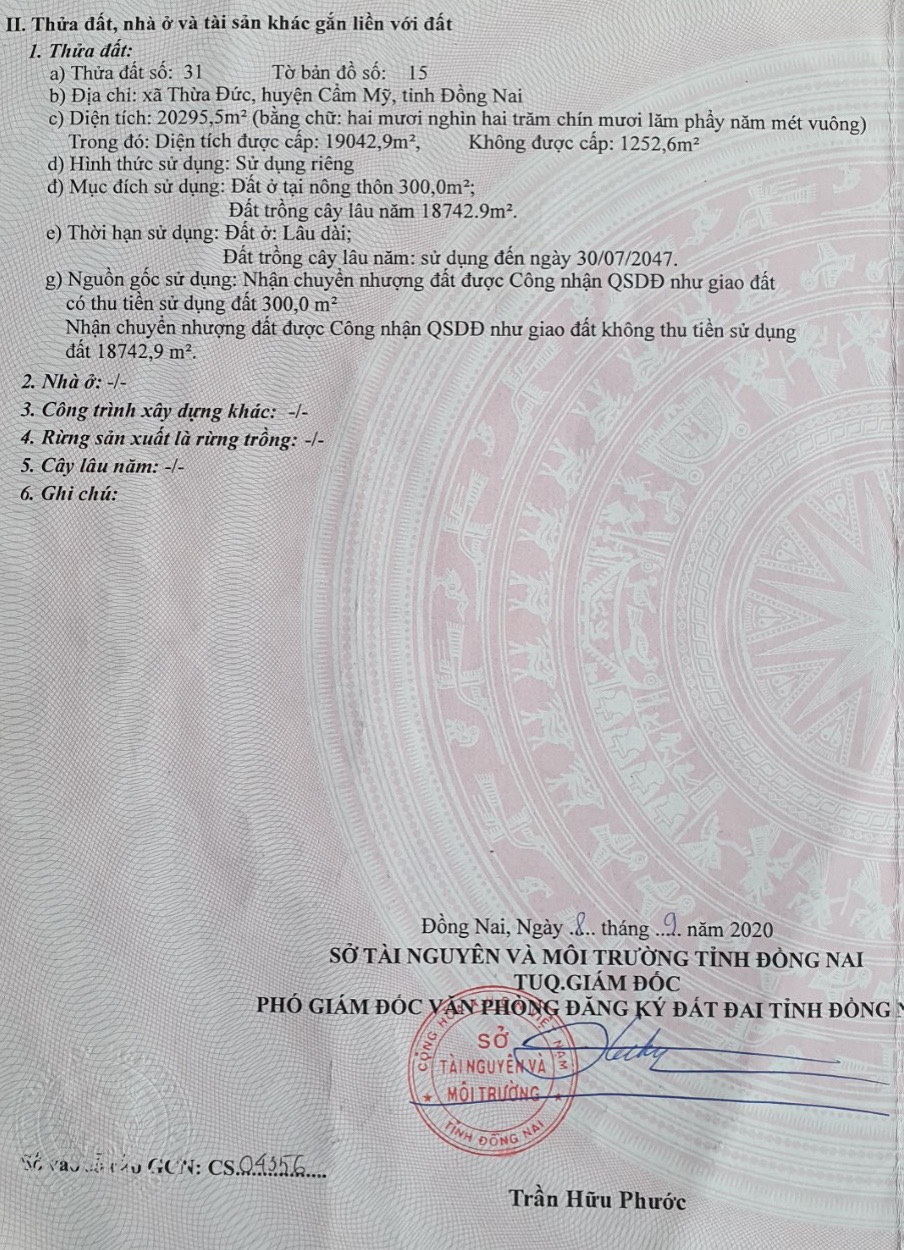 II. Thửa đất, nhà ở và tài sản khác gắn liền với đất
1. Thửa đất:
a) Thửa đất số: 31 Tờ bản đồ số: 15
b) Địa chỉ: xã Thừa Đức, huyện Cẩm Mỹ, tỉnh Đồng Nai
c) Diện tích: 20295,5m² (bằng chữ: hai mươi nghìn hai trăm chín mươi lăm phẩy năm mét vuông)
Trong đó: Diện tích được cấp: 19042,9m², Không được cấp: 1252,6m²
d) Hình thức sử dụng: Sử dụng riêng
đ) Mục đích sử dụng: Đất ở tại nông thôn 300,0m²;
Đất trồng cây lâu năm 18742.9m².
e) Thời hạn sử dụng: Đất ở: Lâu dài;
Đất trồng cây lâu năm: sử dụng đến ngày 30/07/2047.
g) Nguồn gốc sử dụng: Nhận chuyển nhượng đất được Công nhận QSDĐ như giao đất
có thu tiền sử dụng đất 300,0 m²
Nhận chuyển nhượng đất được Công nhận QSDĐ như giao đất không thu tiền sử dụng
đất 18742,9 m².
2. Nhà ở: -/-
3. Công trình xây dựng khác: -/-
4. Rừng sản xuất là rừng trồng: -/-
5. Cây lâu năm: -/-
6. Ghi chú:
Đồng Nai, Ngày .8.. tháng ..9. năm 2020
SỞ TÀI NGUYÊN VÀ MÔI TRƯỜNG TỈNH ĐỒNG NAI
TUQ.GIÁM ĐỐC
PHÓ GIÁM ĐỐC VĂN PHÒNG ĐĂNG KÝ ĐẤT ĐAI TỈNH ĐỒNG N
SỞ
TÀI NGUYÊN VÀ
MÔI TRƯỜNG
TỈNH ĐỒNG NAI
Số vào sổ cấp GCN: CS.04356....
Trần Hữu Phước